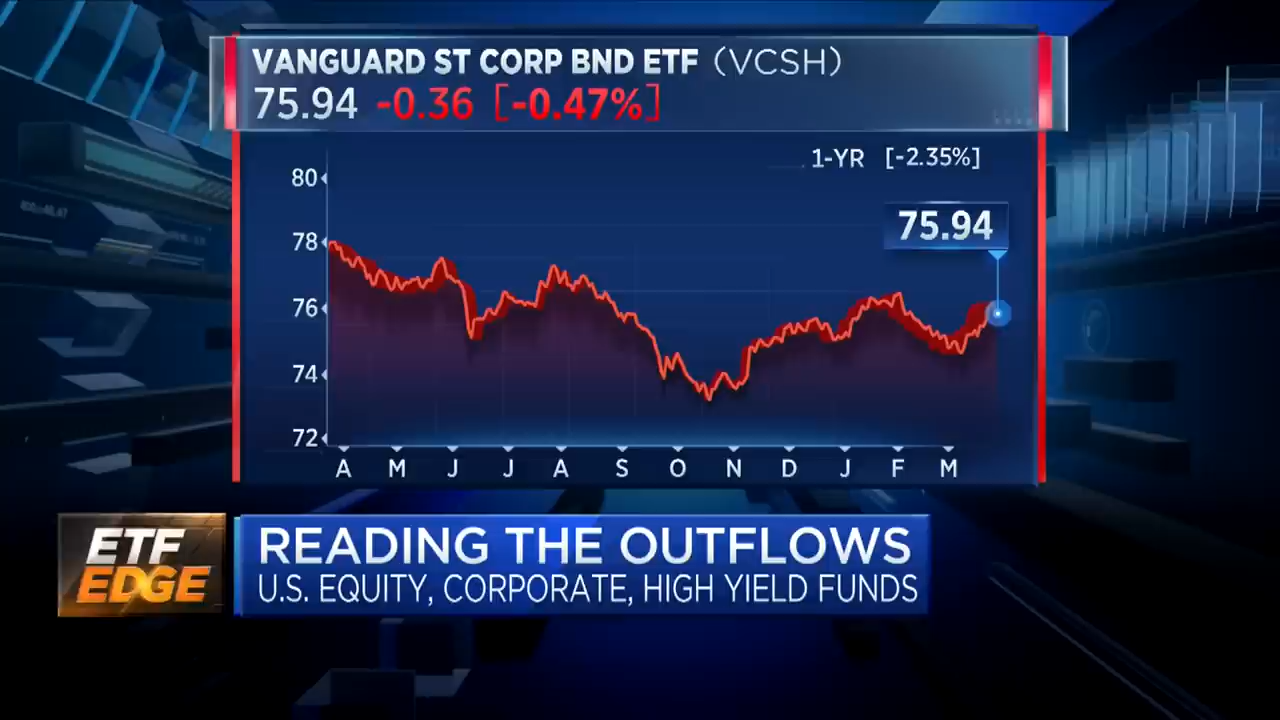 VANGUARD ST CORP BND ETF (VCSH)
75.94 -0.36 [-0.47%]
1-YR [-2.35%]
75.94
80
78
76
74
72
A M J J A S O N D J F M
ETF
EDGE
READING THE OUTFLOWS
U.S. EQUITY, CORPORATE, HIGH YIELD FUNDS